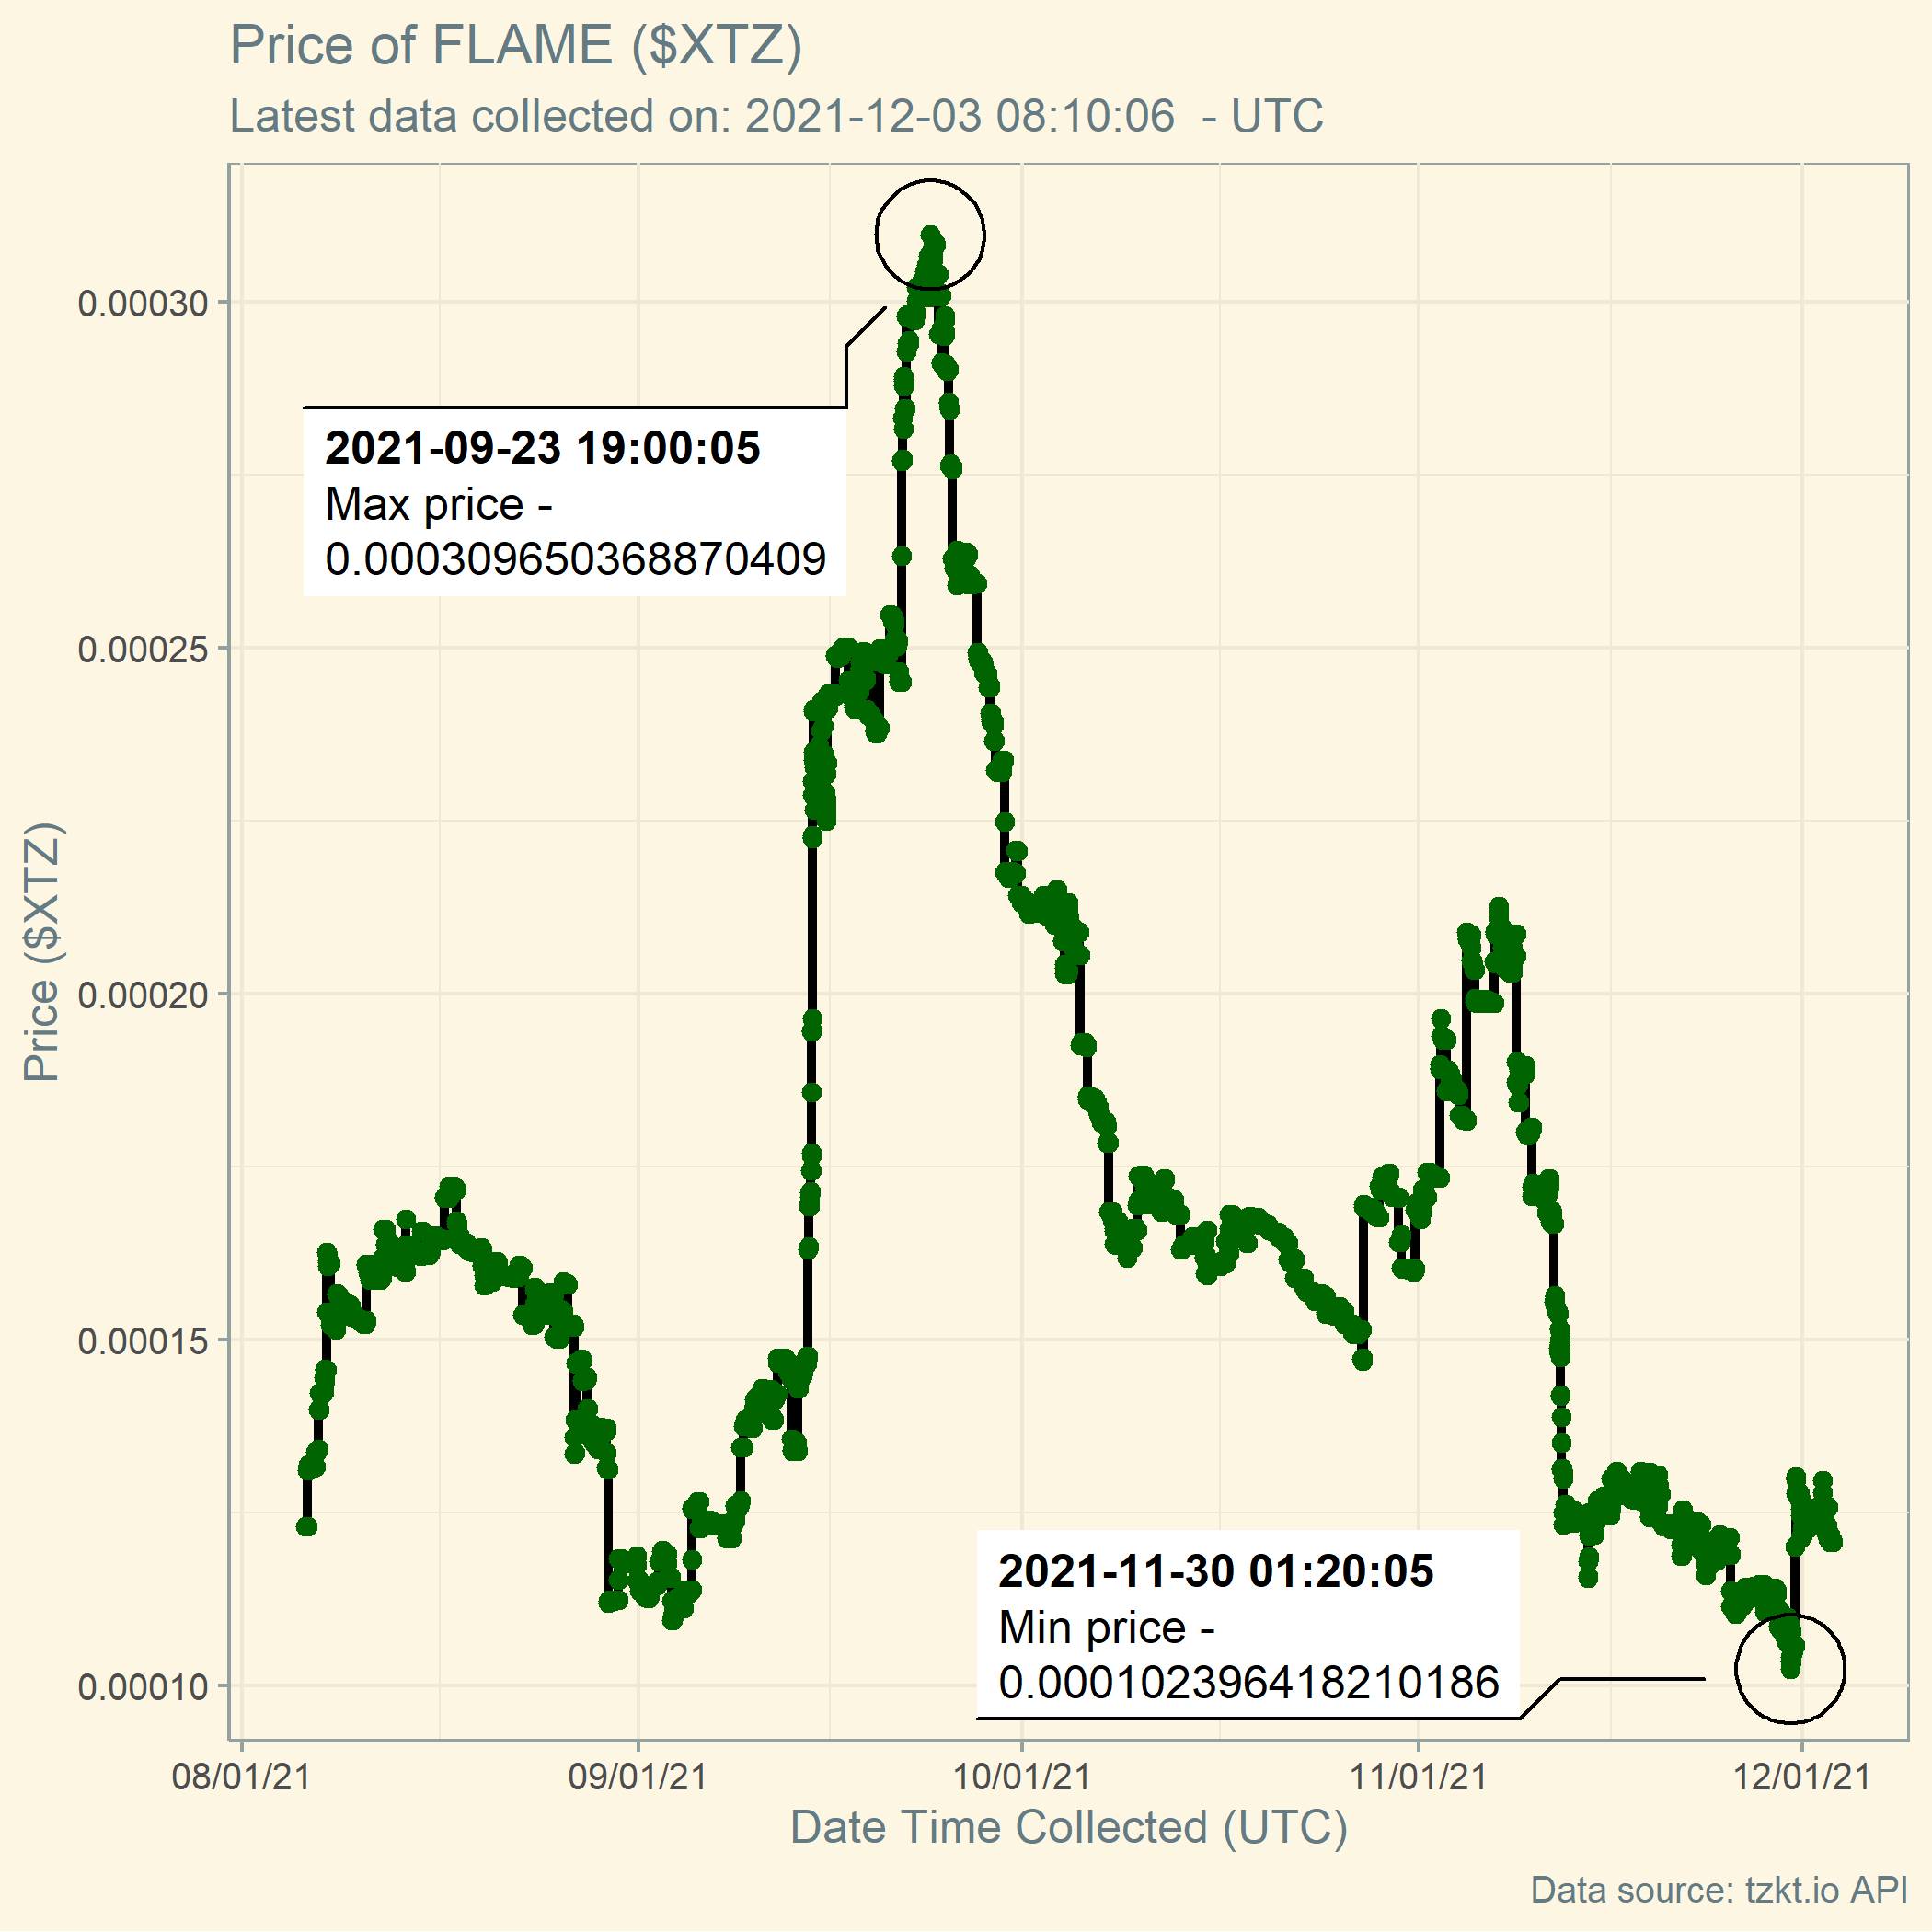 Price of FLAME ($XTZ)
Latest data collected on: 2021-12-03 08:10:06  - UTC
0.00030
2021-09-23 19:00:05
Max price -
0.000309650368870409
0.00025
Price ($XTZ)
0.00020
0.00015
2021-11-30 01:20:05
Min price -
0.000102396418210186
0.00010
08/01/21 09/01/21 10/01/21 11/01/21 12/01/21
Date Time Collected (UTC)
Data source: tzkt.io API